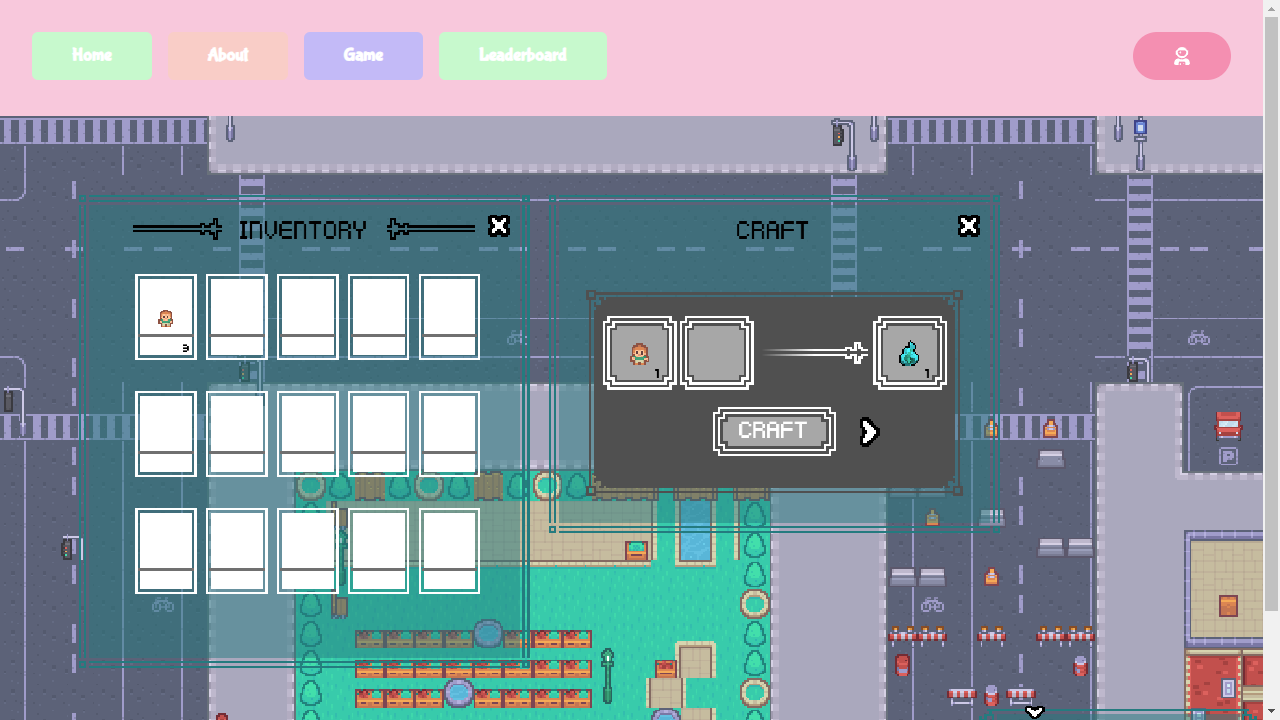 Home
About
Game
Leaderboard
INVENTORY
CRAFT
3
1
1
CRAFT
P